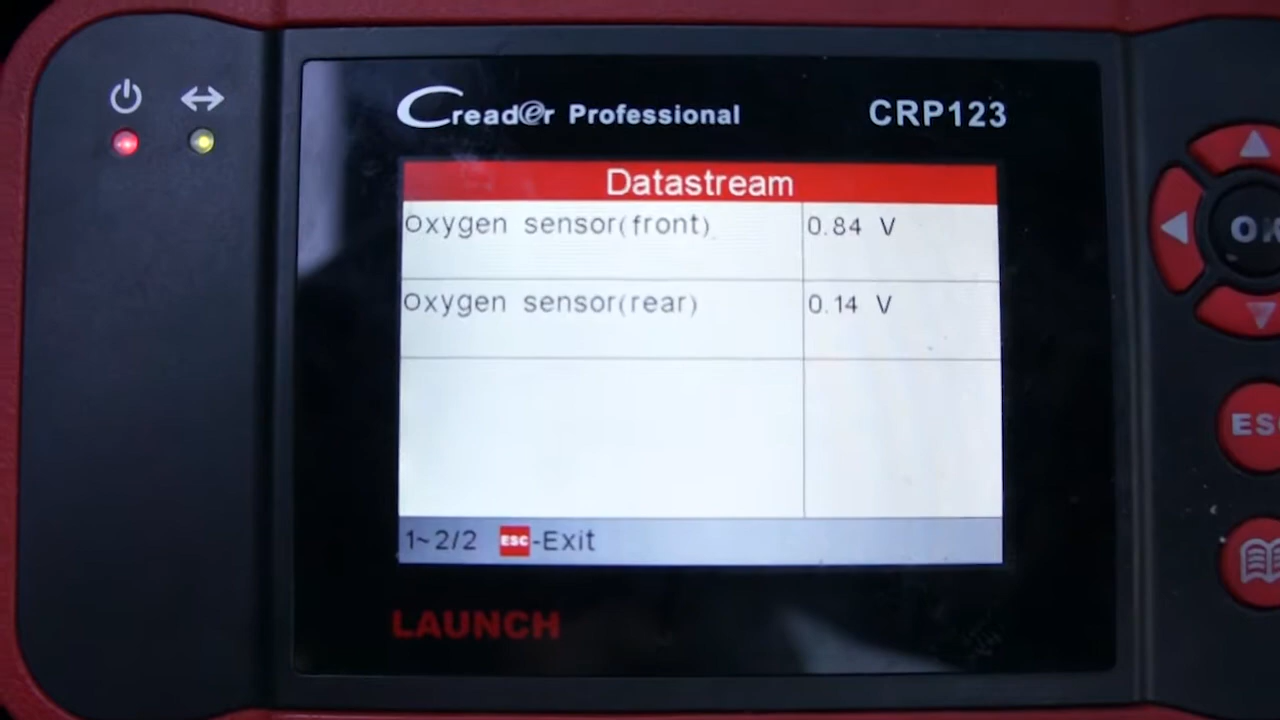 Creader Professional CRP123
Datastream
Oxygen sensor(front) 0.84 V
Oxygen sensor(rear) 0.14 V
1~2/2 ESC-Exit
LAUNCH
OK
ESC